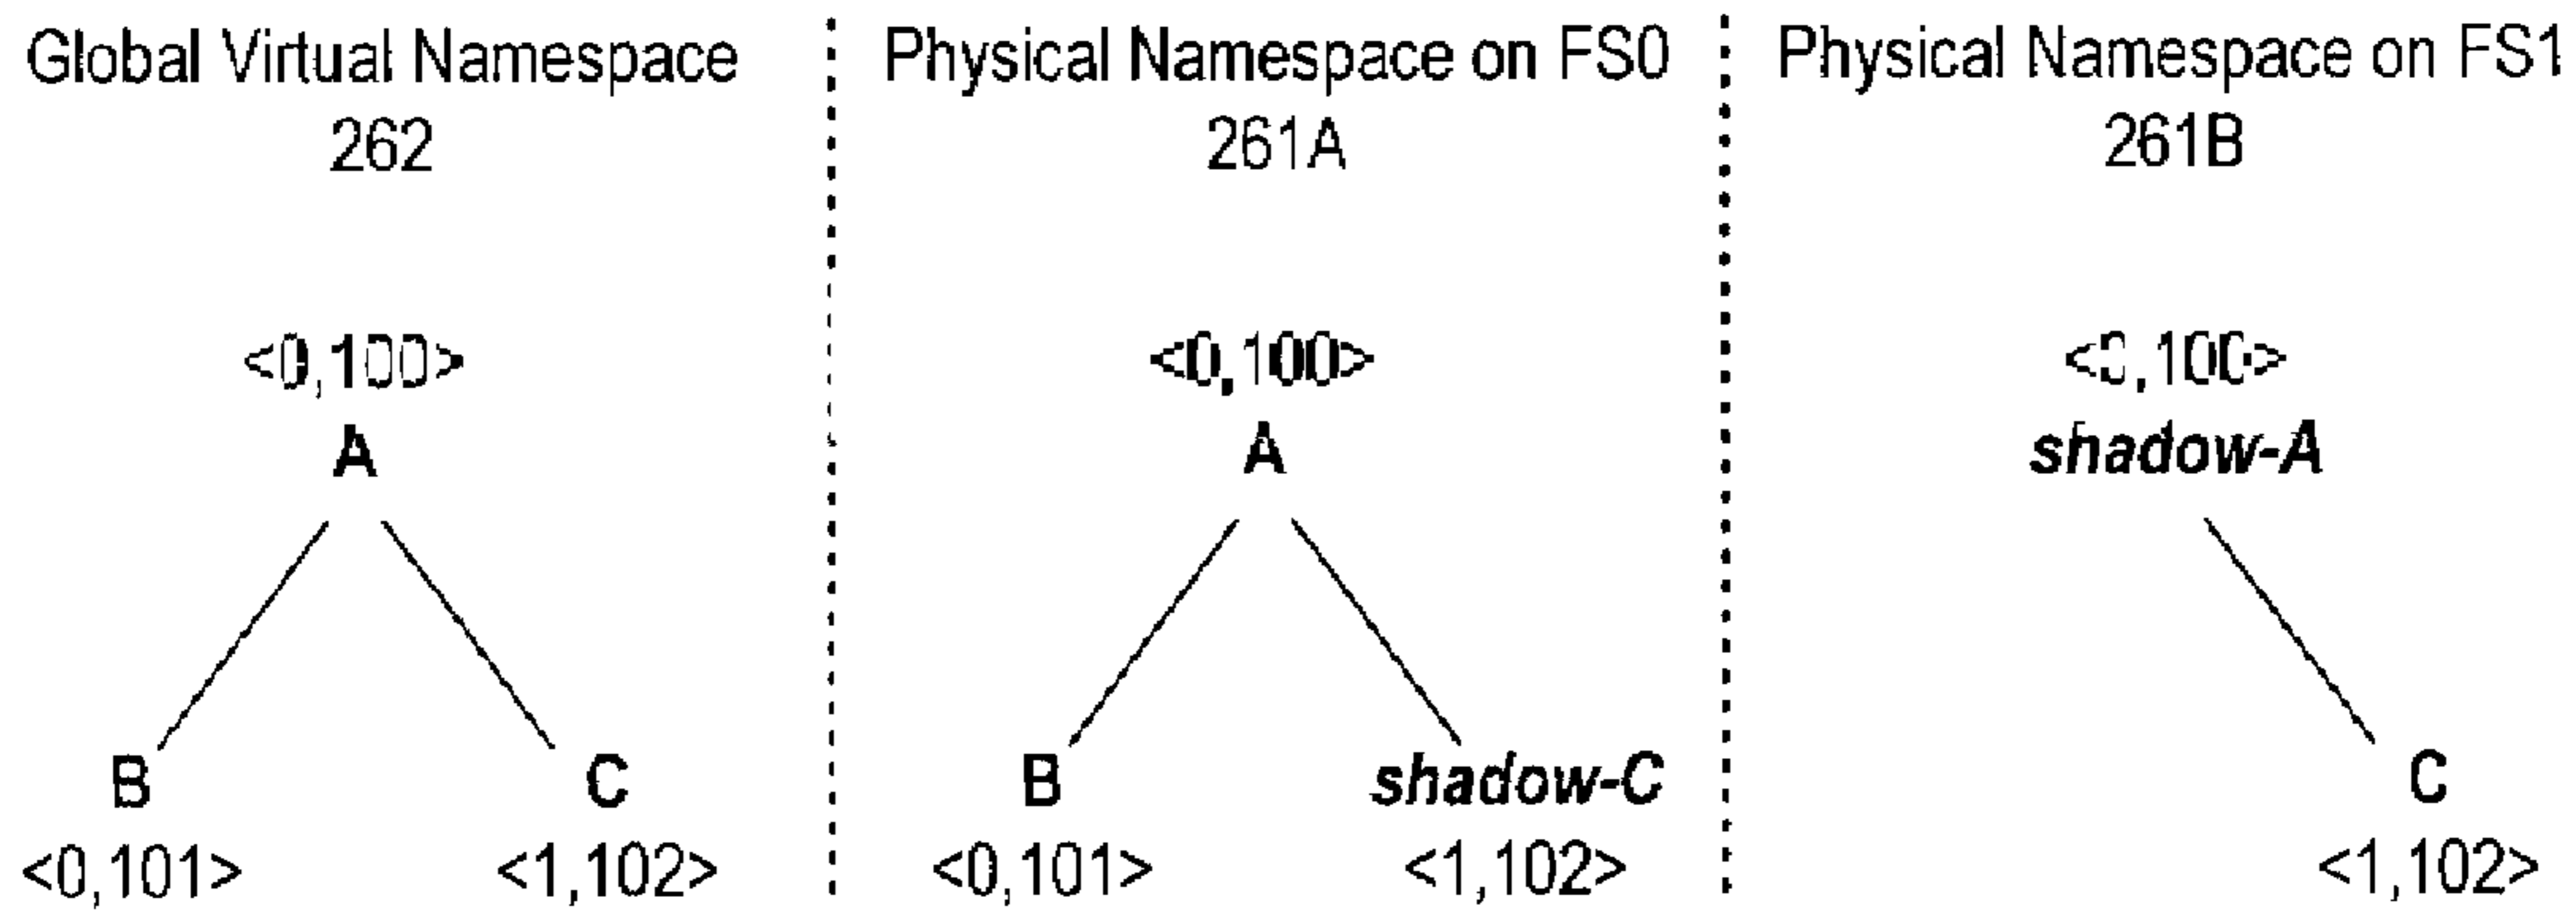 Global Virtual Namespace
262
<0,100>
A
B
C
<0,101>
<1,102>
Physical Namespace on FS0
261A
<0,100>
A
B
shadow-C
<0,101>
<1,102>
Physical Namespace on FS1
261B
<0,100>
shadow-A
C
<1,102>